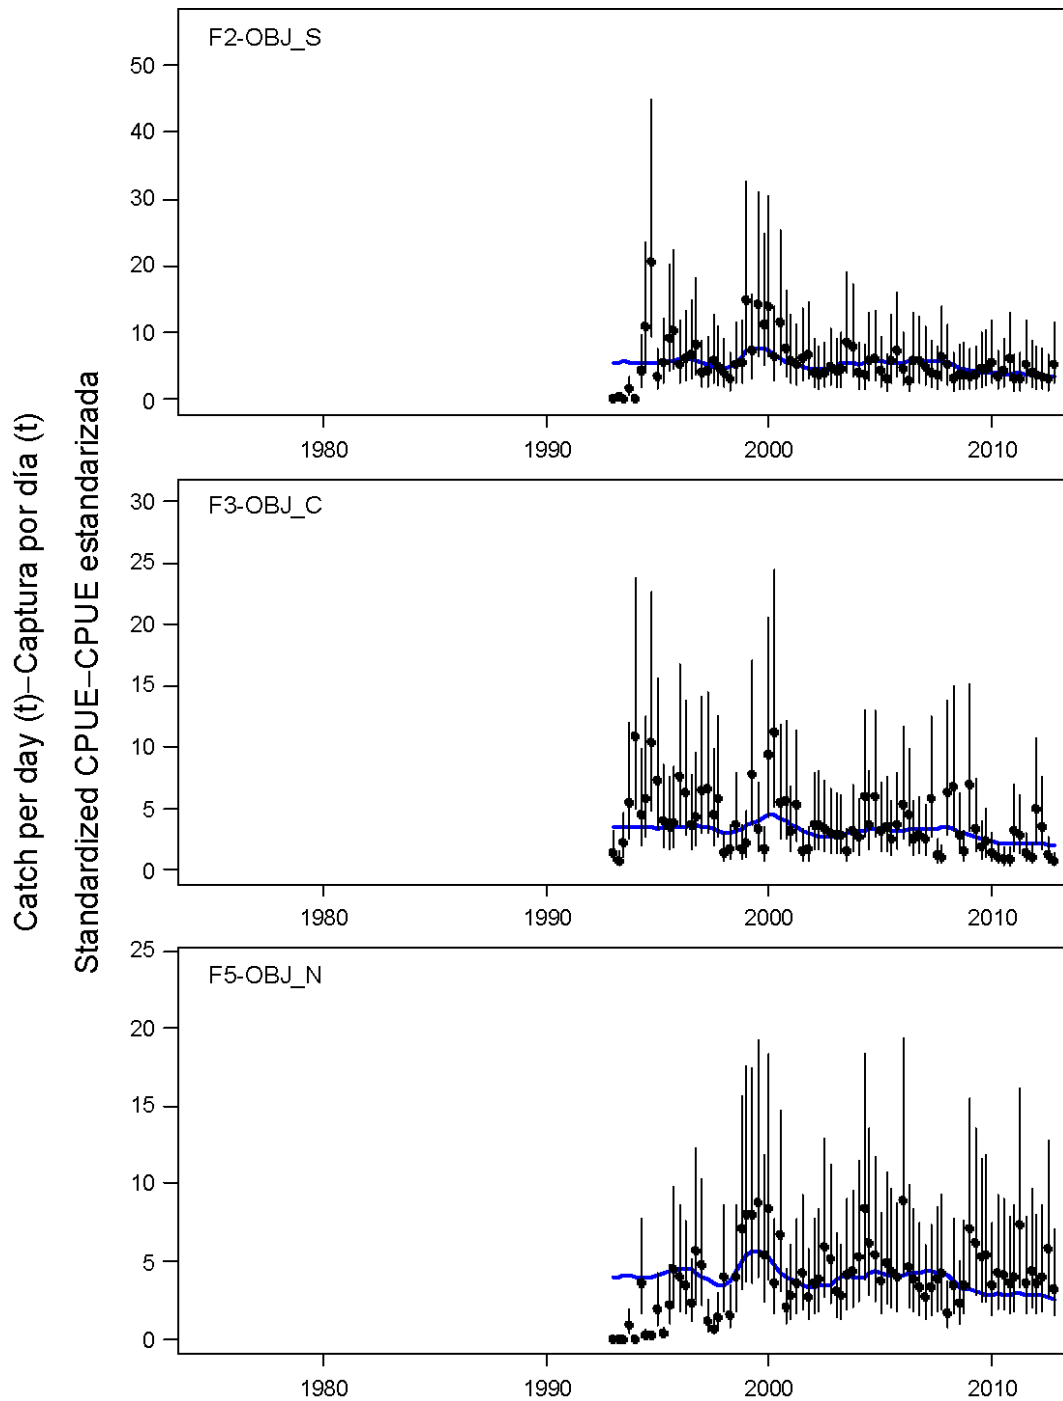 Catch per day (t)–Captura por día (t)
Standardized CPUE–CPUE estandarizada
F2-OBJ_S
50
40
30
20
10
0
1980 1990 2000 2010
F3-OBJ_C
30
25
20
15
10
5
0
1980 1990 2000 2010
F5-OBJ_N
25
20
15
10
5
0
1980 1990 2000 2010